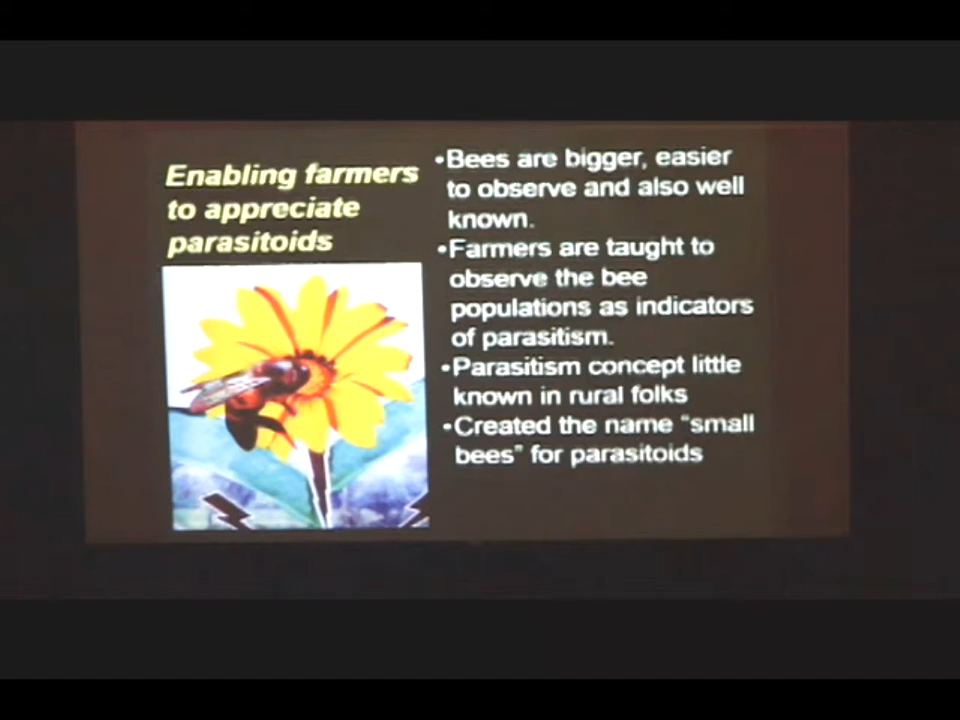 Enabling farmers
to appreciate
parasitoids
•Bees are bigger, easier
to observe and also well
known.
•Farmers are taught to
observe the bee
populations as indicators
of parasitism.
•Parasitism concept little
known in rural folks
•Created the name “small
bees” for parasitoids